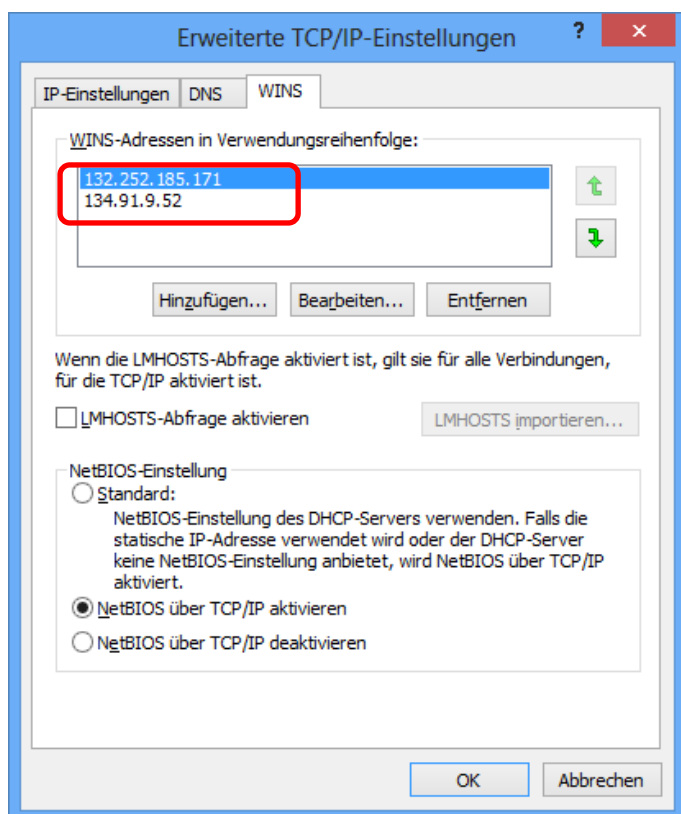 Erweiterte TCP/IP-Einstellungen
?
×
IP-Einstellungen DNS WINS
WINS-Adressen in Verwendungsreihenfolge:
132.252.185.171
134.91.9.52
Hinzufügen... Bearbeiten... Entfernen
Wenn die LMHOSTS-Abfrage aktiviert ist, gilt sie für alle Verbindungen,
für die TCP/IP aktiviert ist.
LMHOSTS-Abfrage aktivieren LMHOSTS importieren...
NetBIOS-Einstellung
Standard:
NetBIOS-Einstellung des DHCP-Servers verwenden. Falls die
statische IP-Adresse verwendet wird oder der DHCP-Server
keine NetBIOS-Einstellung anbietet, wird NetBIOS über TCP/IP
aktiviert.
NetBIOS über TCP/IP aktivieren
NetBIOS über TCP/IP deaktivieren
OK Abbrechen